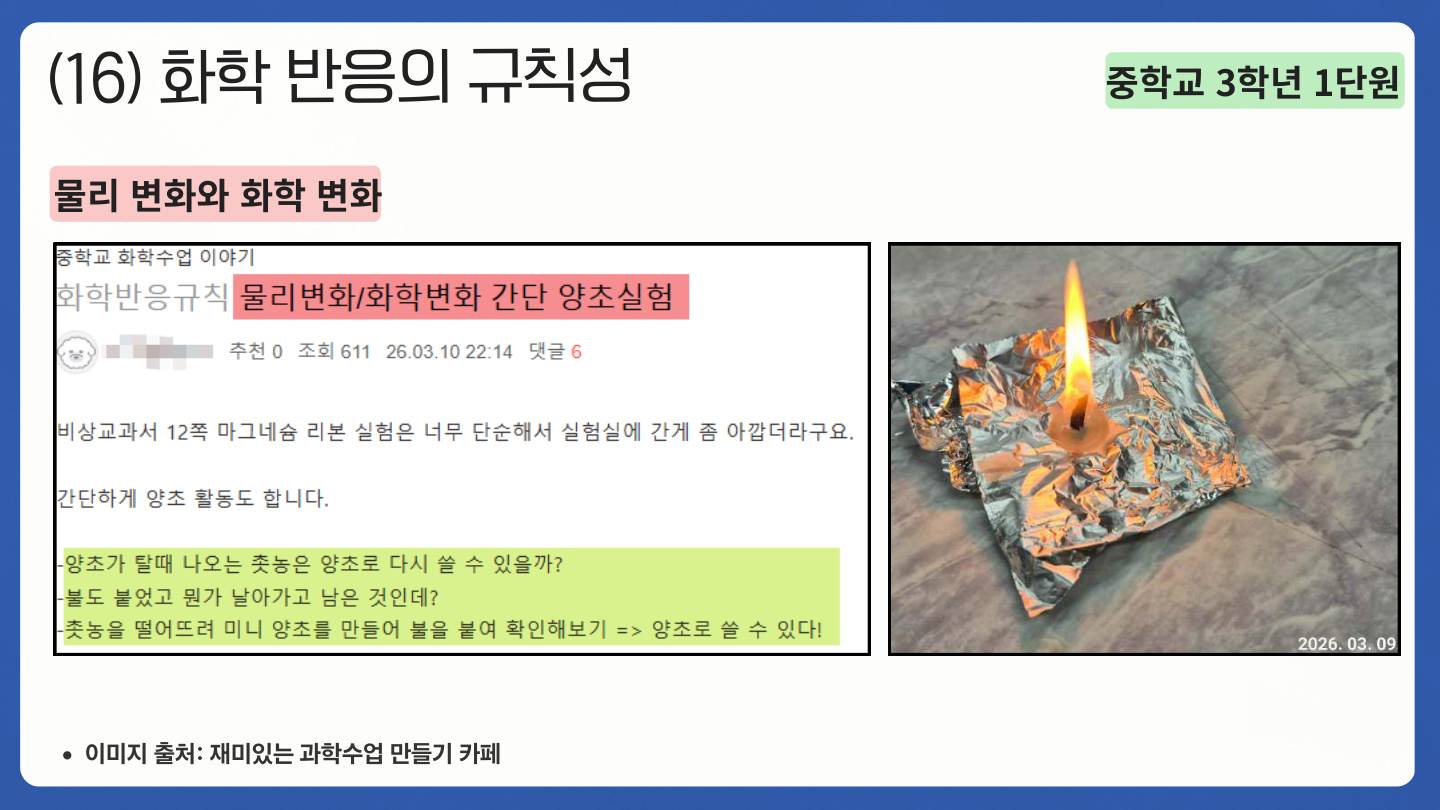 (16) 화학 반응의 규칙성
중학교 3학년 1단원
물리 변화와 화학 변화
중학교 화학수업 이야기
화학반응규칙 물리변화/화학변화 간단 양초실험
추천 0 조회 611 26.03.10 22:14 댓글 6
비상교과서 12쪽 마그네슘 리본 실험은 너무 단순해서 실험실에 간게 좀 아깝더라구요.
간단하게 양초 활동도 합니다.
-양초가 탈때 나오는 촛농은 양초로 다시 쓸 수 있을까?
-불도 붙었고 뭔가 날아가고 남은 것인데?
-촛농을 떨어뜨려 미니 양초를 만들어 불을 붙여 확인해보기 => 양초로 쓸 수 있다!
2026. 03. 09
• 이미지 출처: 재미있는 과학수업 만들기 카페